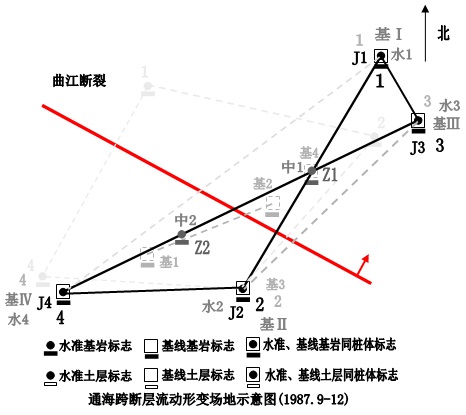 1 基Ⅰ
北
J1 水1
曲江断裂
1
1
3 水3
基Ⅲ
J3 3
2
中1 基4
Z1
基2
中2
Z2
基1
4
4
基Ⅳ J4
水4 4
水2 J2 2
基3
2
基Ⅱ
水准基岩标志 基线基岩标志 水准、基线基岩同桩体标志
水准土层标志 基线土层标志 水准、基线土层同桩体标志
通海跨断层流动形变场地示意图(1987.9-12)